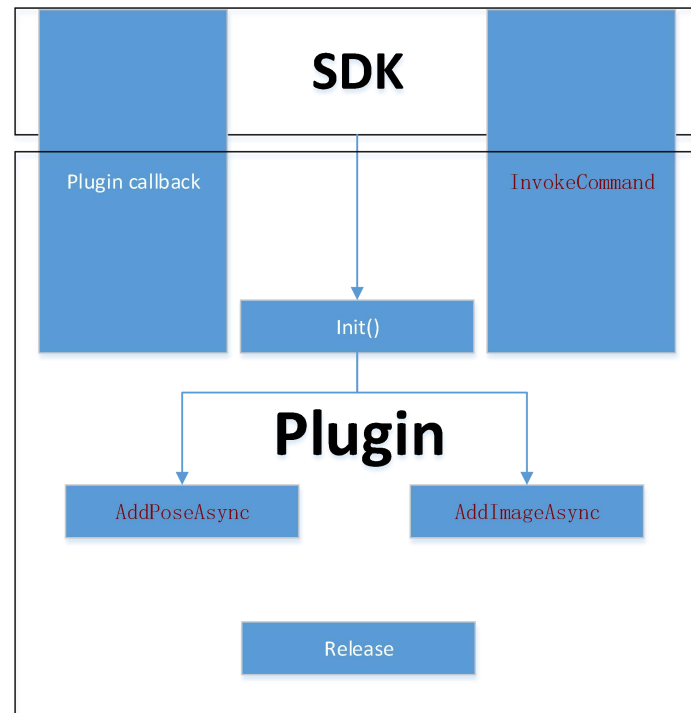 SDK
Plugin callback
InvokeCommand
Init()
Plugin
AddPoseAsync
AddImageAsync
Release